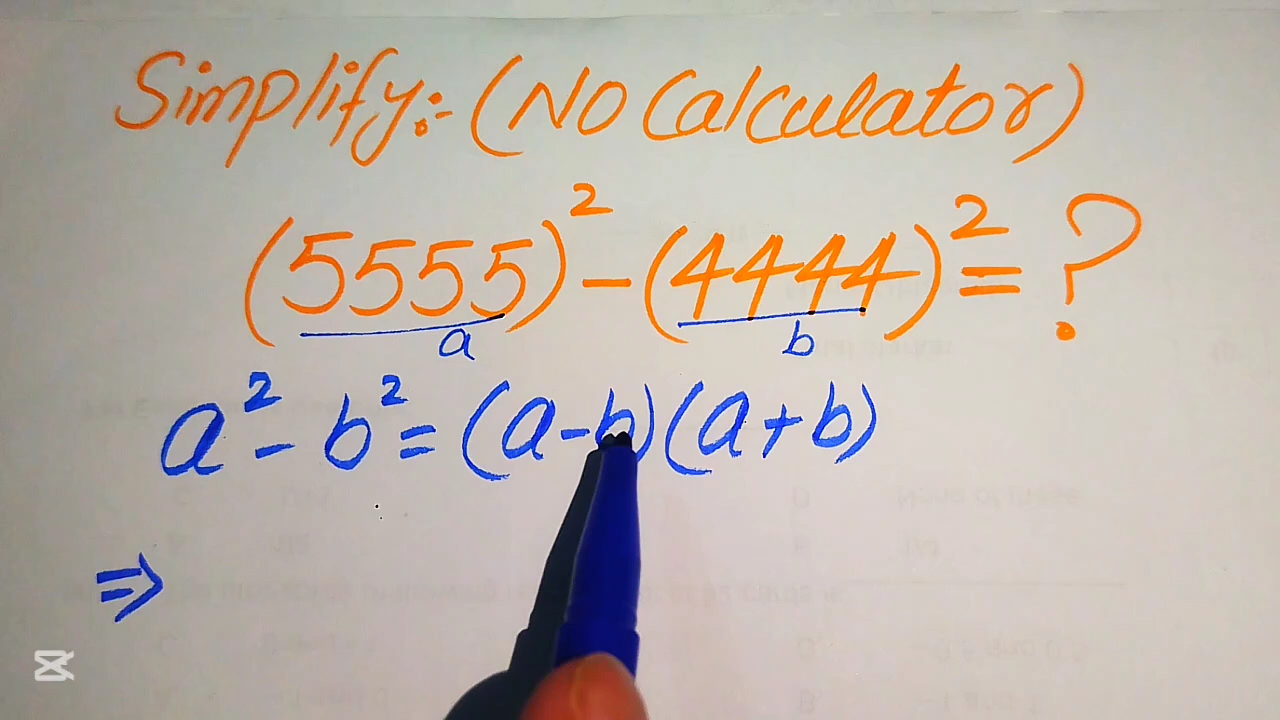 Simplify:- (No Calculator)
(5555)² - (4444)² = ?
a b
a² - b² = (a-b)(a+b)
⇒